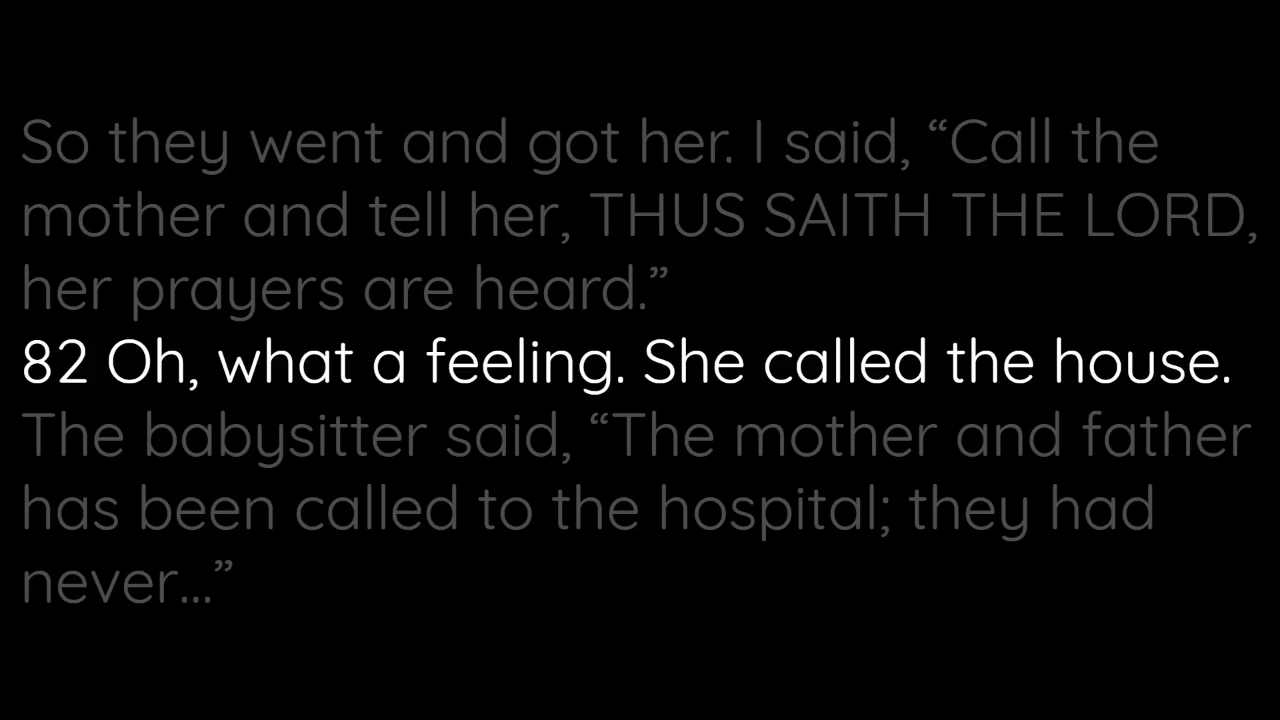 So they went and got her. I said, “Call the
mother and tell her, THUS SAITH THE LORD,
her prayers are heard.”
82 Oh, what a feeling. She called the house.
The babysitter said, “The mother and father
has been called to the hospital; they had
never...”